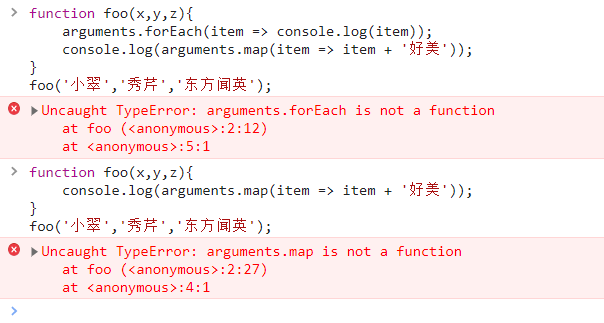 function foo(x,y,z){
    arguments.forEach(item => console.log(item));
    console.log(arguments.map(item => item + '好美'));
}
foo('小翠','秀芹','东方闻英');
Uncaught TypeError: arguments.forEach is not a function
    at foo (<anonymous>:2:12)
    at <anonymous>:5:1
function foo(x,y,z){
    console.log(arguments.map(item => item + '好美'));
}
foo('小翠','秀芹','东方闻英');
Uncaught TypeError: arguments.map is not a function
    at foo (<anonymous>:2:27)
    at <anonymous>:4:1